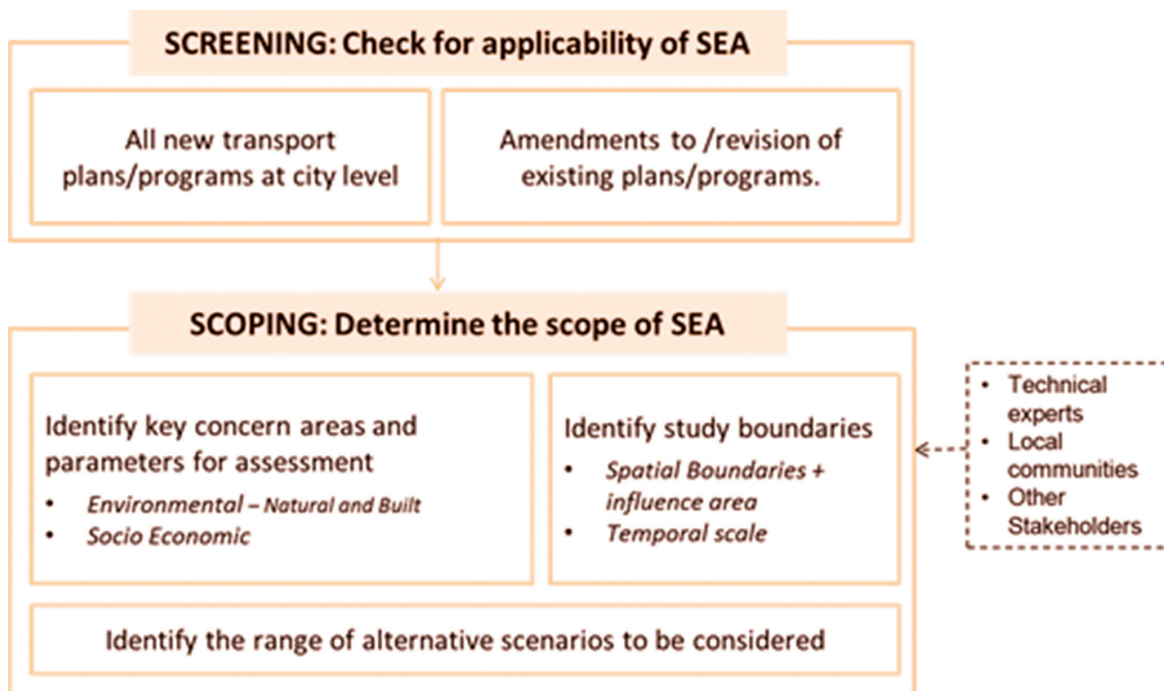 SCREENING: Check for applicability of SEA
All new transport
plans/programs at city level
Amendments to /revision of
existing plans/programs.
SCOPING: Determine the scope of SEA
Identify key concern areas and
parameters for assessment
• Environmental – Natural and Built
• Socio Economic
Identify study boundaries
• Spatial Boundaries +
influence area
• Temporal scale
Identify the range of alternative scenarios to be considered
• Technical
experts
• Local
communities
• Other
Stakeholders